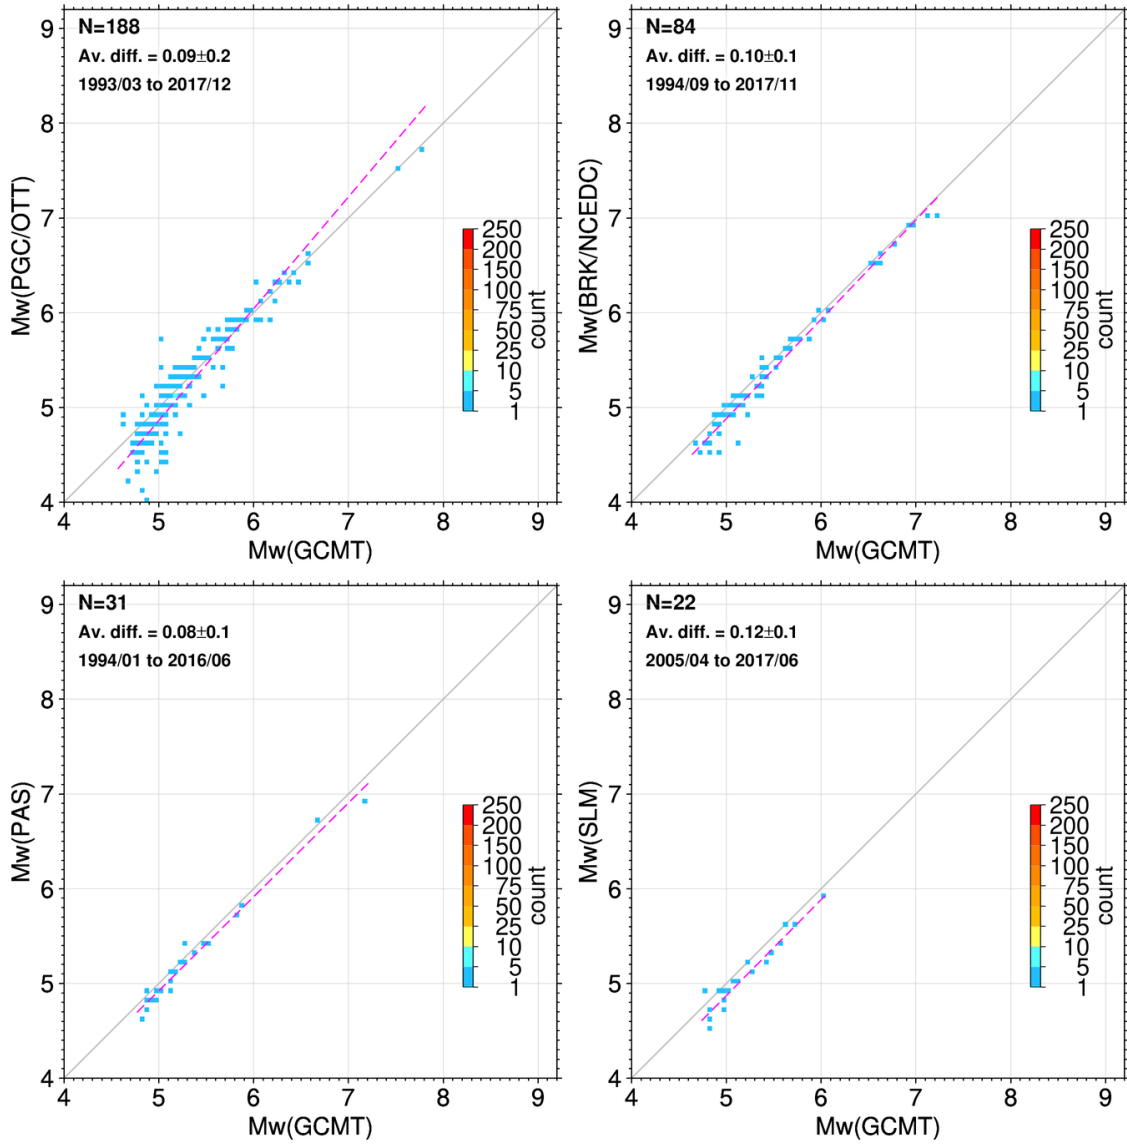 N=188
Av. diff. = 0.09±0.2
1993/03 to 2017/12
9
8
7
6
5
4
Mw(PGC/OTT)
250
200
150
100
75
50
25
10
5
1
count
4 5 6 7 8 9
Mw(GCMT)
N=84
Av. diff. = 0.10±0.1
1994/09 to 2017/11
9
8
7
6
5
4
Mw(BRK/NCEDC)
250
200
150
100
75
50
25
10
5
1
count
4 5 6 7 8 9
Mw(GCMT)
N=31
Av. diff. = 0.08±0.1
1994/01 to 2016/06
9
8
7
6
5
4
Mw(PAS)
250
200
150
100
75
50
25
10
5
1
count
4 5 6 7 8 9
Mw(GCMT)
N=22
Av. diff. = 0.12±0.1
2005/04 to 2017/06
9
8
7
6
5
4
Mw(SLM)
250
200
150
100
75
50
25
10
5
1
count
4 5 6 7 8 9
Mw(GCMT)